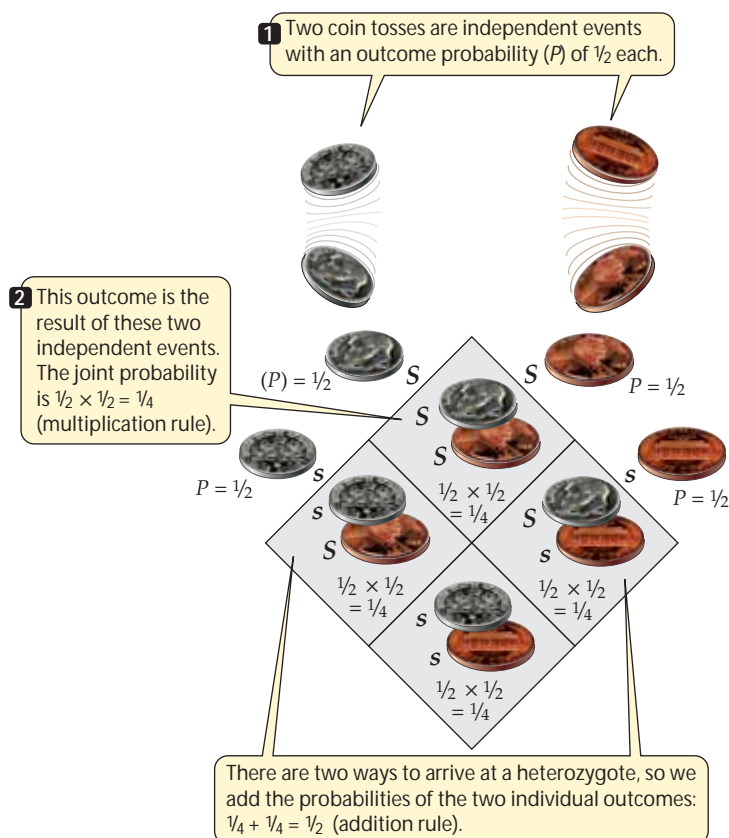 1 Two coin tosses are independent events
with an outcome probability (P) of ½ each.
2 This outcome is the
result of these two
independent events.
The joint probability
is ½ × ½ = ¼
(multiplication rule).
(P) = ½
S
S
P = ½
S
S
P = ½
s
s
P = ½
½ × ½
= ¼
s
S
S
s
½ × ½
= ¼
½ × ½
= ¼
s
s
½ × ½
= ¼
There are two ways to arrive at a heterozygote, so we
add the probabilities of the two individual outcomes:
¼ + ¼ = ½ (addition rule).